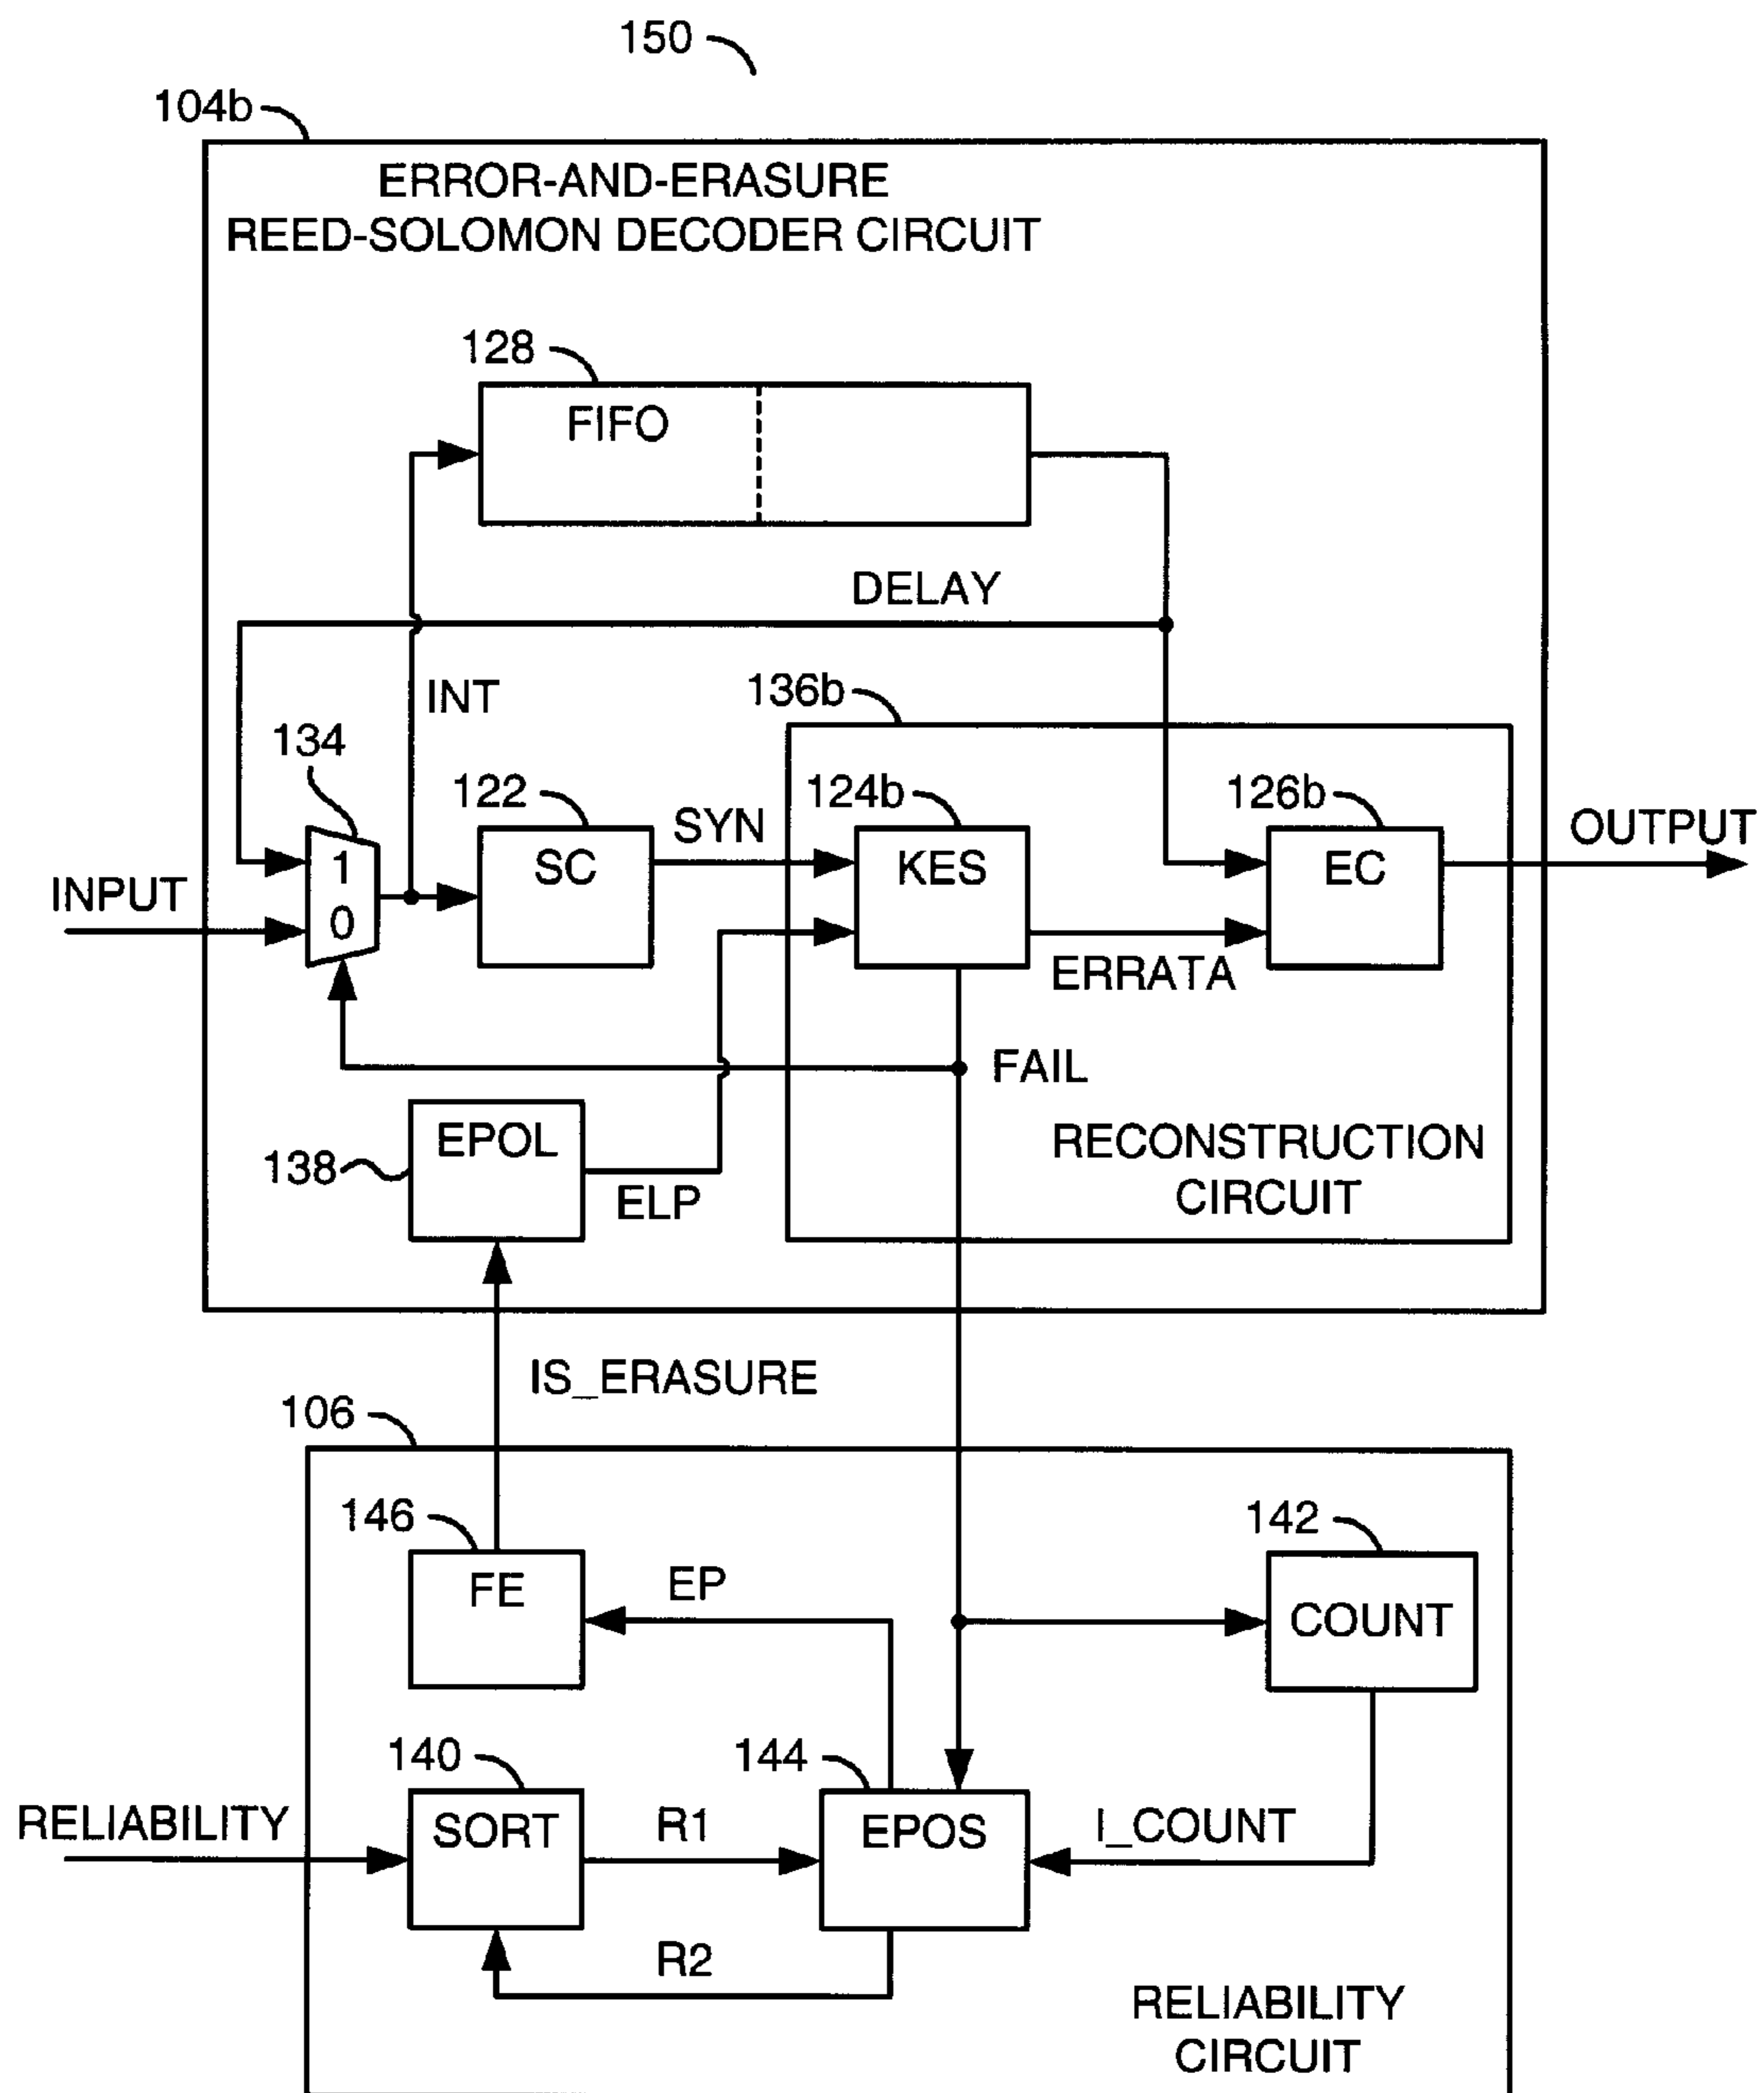 150
104b
ERROR-AND-ERASURE
REED-SOLOMON DECODER CIRCUIT
128
FIFO
DELAY
INT
136b
134
122
SYN
124b
126b
OUTPUT
1
0
SC
KES
EC
INPUT
ERRATA
FAIL
EPOL
138
ELP
RECONSTRUCTION
CIRCUIT
IS_ERASURE
106
146
FE
EP
142
COUNT
140
144
RELIABILITY
SORT
R1
EPOS
I_COUNT
R2
RELIABILITY
CIRCUIT